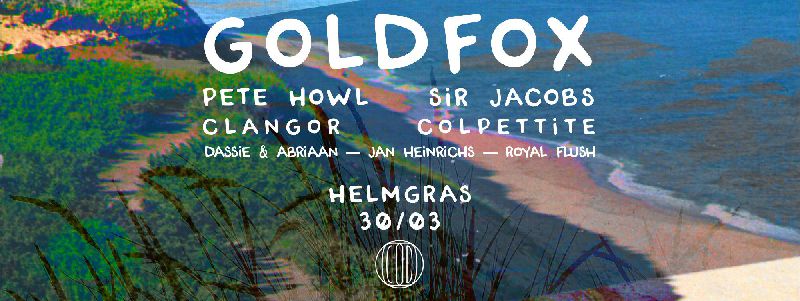 GOLDFOX
PETE HOWL SiR JACOBS
CLANGOR COLPETTiTE
DASSiE & ABRiAAN — JAN HEiNRiCHS — ROYAL FLUSH
HELMGRAS
30/03